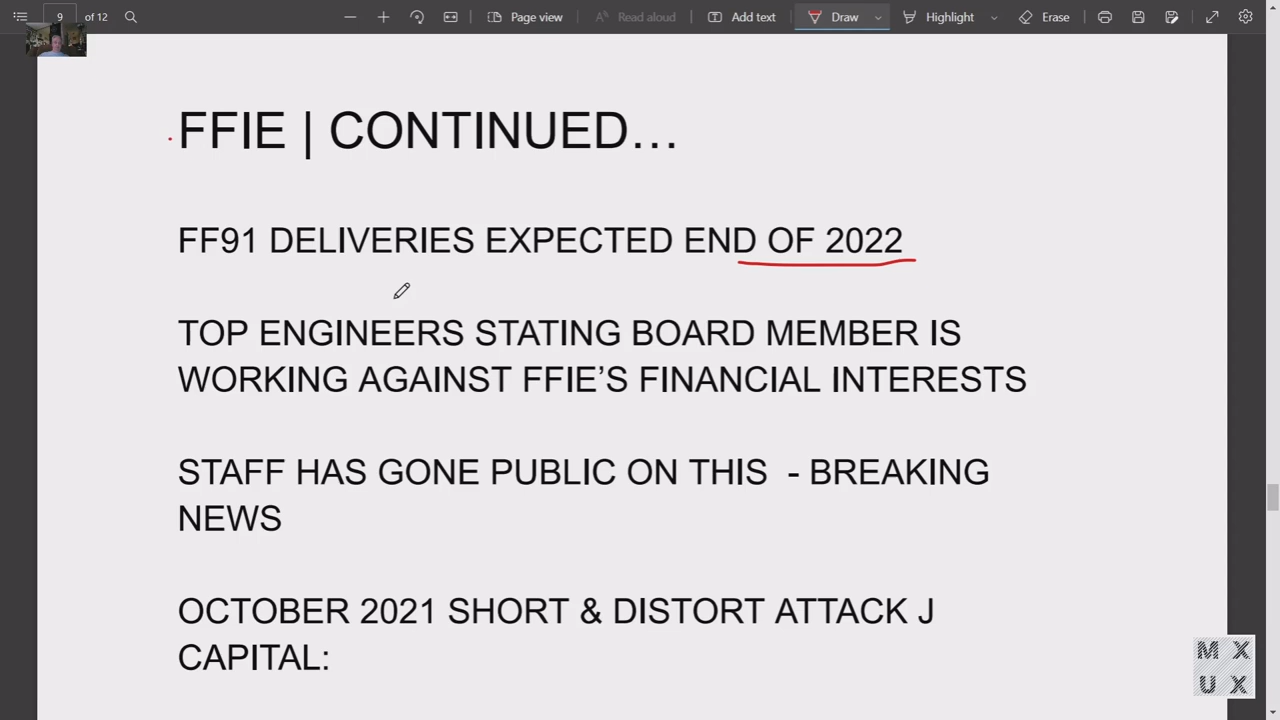 9 of 12 Page view Read aloud Add text Draw Highlight Erase
FFIE | CONTINUED…
FF91 DELIVERIES EXPECTED END OF 2022
TOP ENGINEERS STATING BOARD MEMBER IS
WORKING AGAINST FFIE’S FINANCIAL INTERESTS
STAFF HAS GONE PUBLIC ON THIS  - BREAKING
NEWS
OCTOBER 2021 SHORT & DISTORT ATTACK J
CAPITAL:
M X
U X